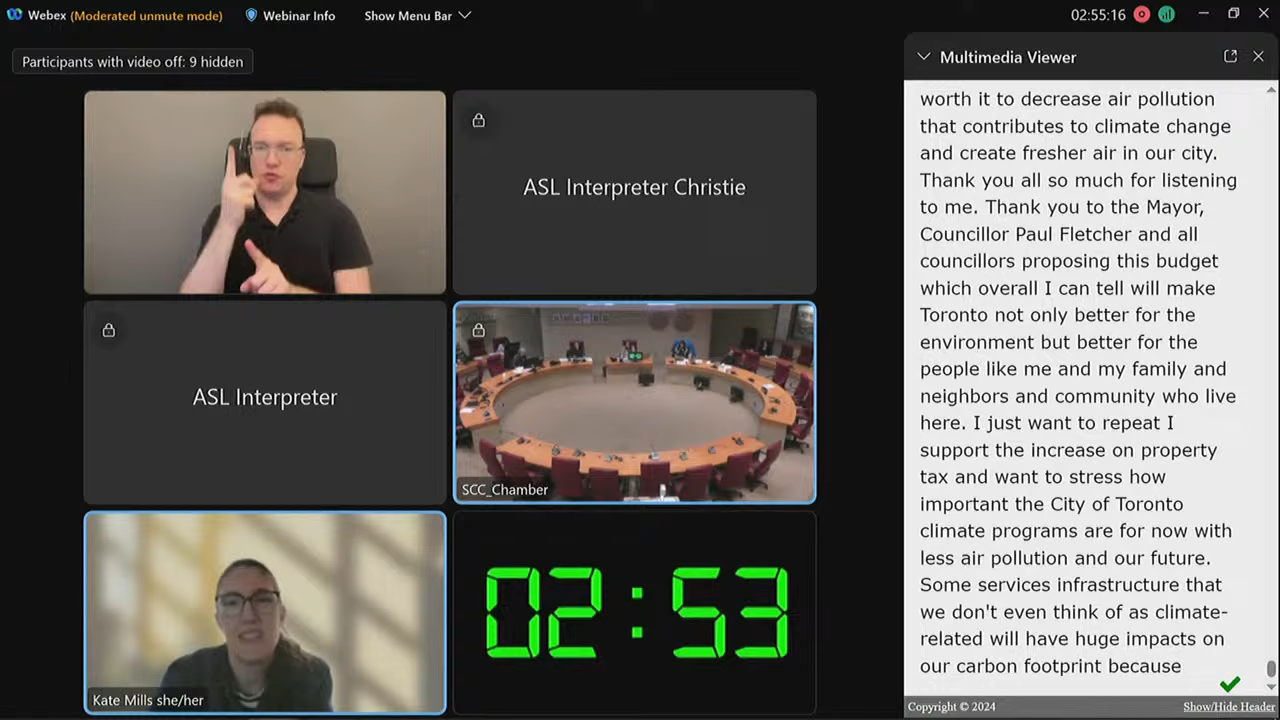 Webex (Moderated unmute mode) Webinar Info Show Menu Bar 02:55:16
Participants with video off: 9 hidden
ASL Interpreter Christie
ASL Interpreter
SCC_Chamber
Kate Mills she/her
02:53
Multimedia Viewer
worth it to decrease air pollution
that contributes to climate change
and create fresher air in our city.
Thank you all so much for listening
to me. Thank you to the Mayor,
Councillor Paul Fletcher and all
councillors proposing this budget
which overall I can tell will make
Toronto not only better for the
environment but better for the
people like me and my family and
neighbors and community who live
here. I just want to repeat I
support the increase on property
tax and want to stress how
important the City of Toronto
climate programs are for now with
less air pollution and our future.
Some services infrastructure that
we don't even think of as climate-
related will have huge impacts on
our carbon footprint because
Copyright © 2024 Show/Hide Header